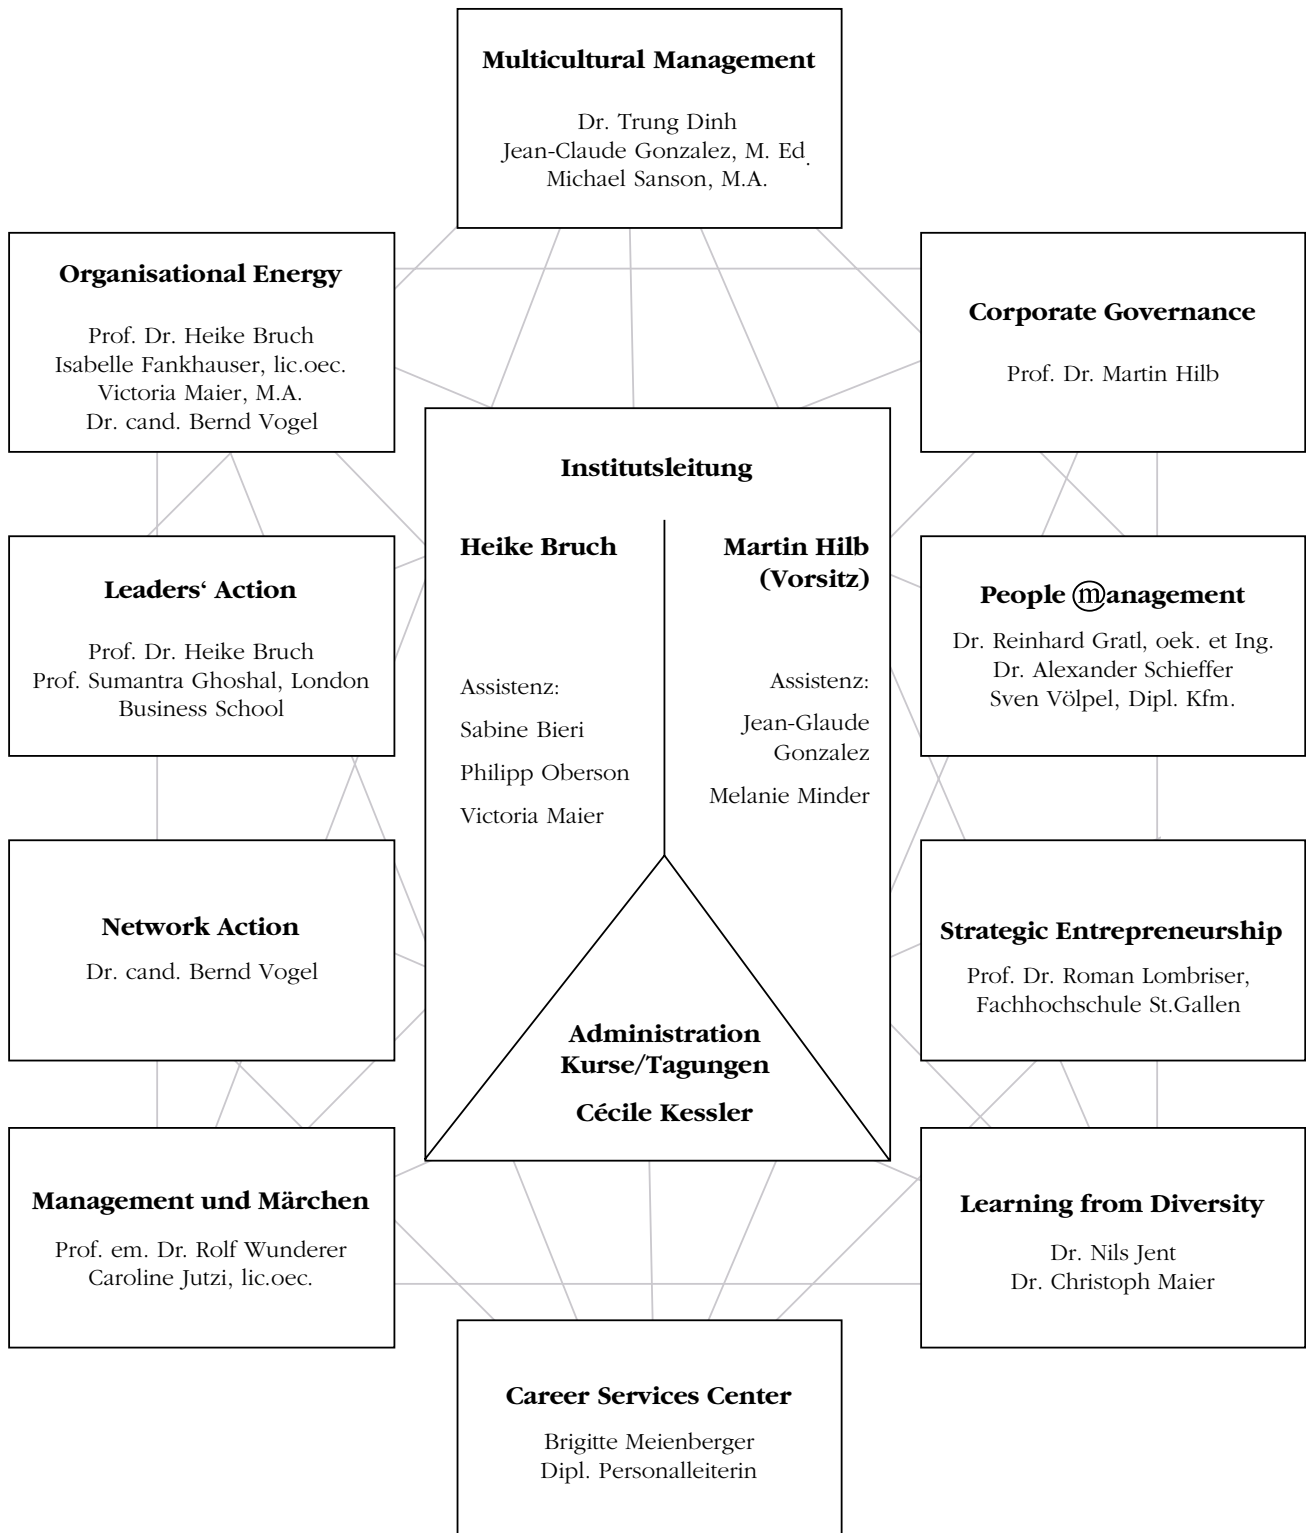 Multicultural Management
Dr. Trung Dinh
Jean-Claude Gonzalez, M. Ed.
Michael Sanson, M.A.
Organisational Energy
Prof. Dr. Heike Bruch
Isabelle Fankhauser, lic.oec.
Victoria Maier, M.A.
Dr. cand. Bernd Vogel
Corporate Governance
Prof. Dr. Martin Hilb
Institutsleitung
Heike Bruch
Assistenz:
Sabine Bieri
Philipp Oberson
Victoria Maier
Martin Hilb
(Vorsitz)
Assistenz:
Jean-Glaude
Gonzalez
Melanie Minder
Administration
Kurse/Tagungen
Cécile Kessler
Leaders‘ Action
Prof. Dr. Heike Bruch
Prof. Sumantra Ghoshal, London
Business School
People ⓜanagement
Dr. Reinhard Gratl, oek. et Ing.
Dr. Alexander Schieffer
Sven Völpel, Dipl. Kfm.
Network Action
Dr. cand. Bernd Vogel
Strategic Entrepreneurship
Prof. Dr. Roman Lombriser,
Fachhochschule St.Gallen
Management und Märchen
Prof. em. Dr. Rolf Wunderer
Caroline Jutzi, lic.oec.
Learning from Diversity
Dr. Nils Jent
Dr. Christoph Maier
Career Services Center
Brigitte Meienberger
Dipl. Personalleiterin